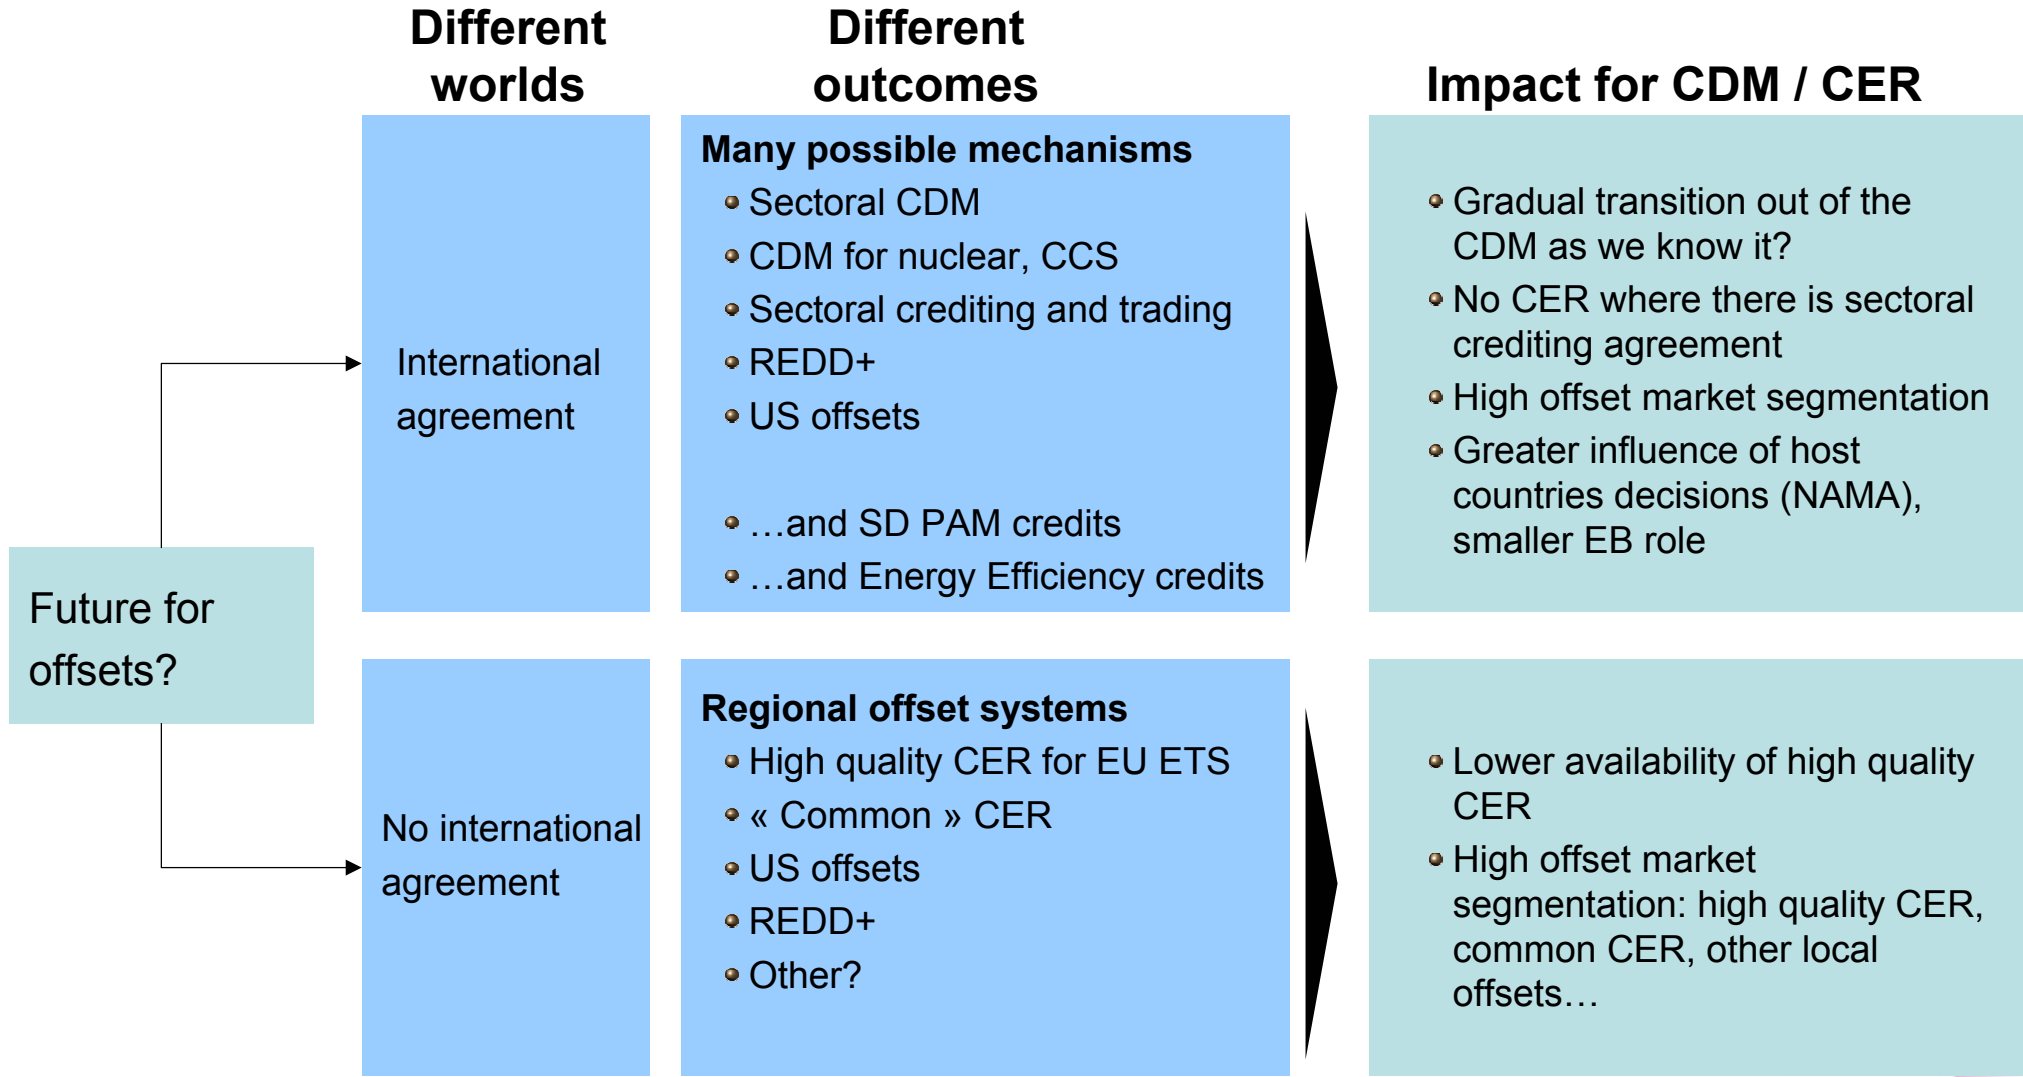 Different
worlds
Different
outcomes
Impact for CDM / CER
Future for
offsets?
International
agreement
Many possible mechanisms
Sectoral CDM
CDM for nuclear, CCS
Sectoral crediting and trading
REDD+
US offsets
…and SD PAM credits
…and Energy Efficiency credits
Gradual transition out of the
CDM as we know it?
No CER where there is sectoral
crediting agreement
High offset market segmentation
Greater influence of host
countries decisions (NAMA),
smaller EB role
No international
agreement
Regional offset systems
High quality CER for EU ETS
« Common » CER
US offsets
REDD+
Other?
Lower availability of high quality
CER
High offset market
segmentation: high quality CER,
common CER, other local
offsets…